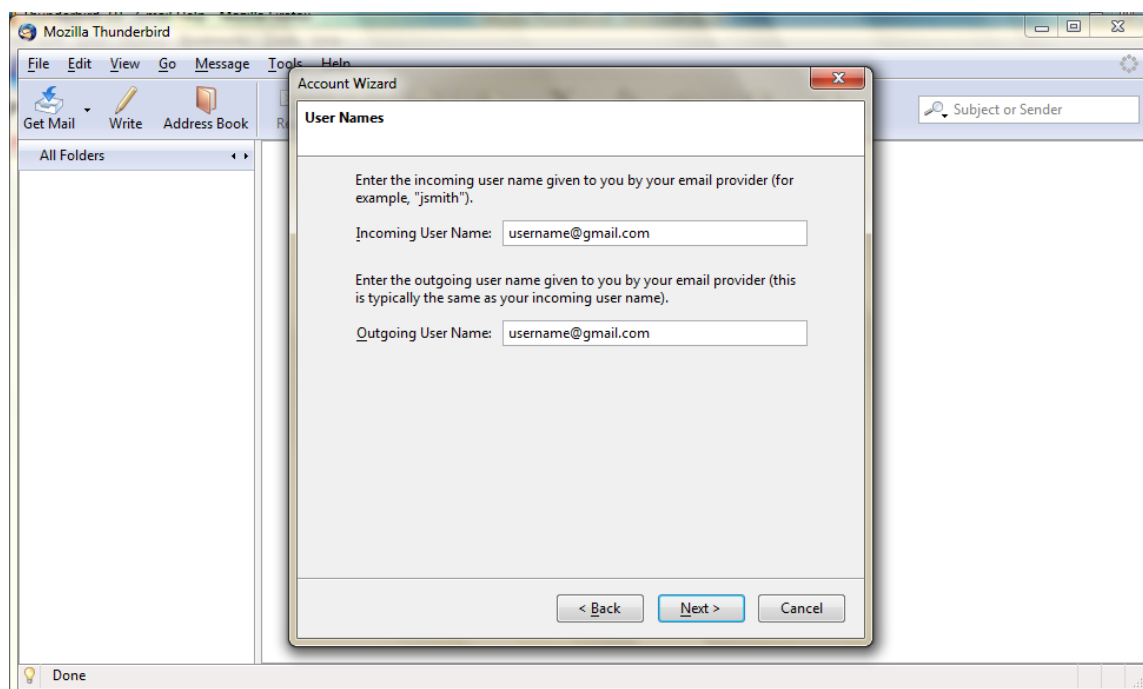 Mozilla Thunderbird
File Edit View Go Message Tools Help
Account Wizard
Get Mail Write Address Book
Subject or Sender
User Names
All Folders
Enter the incoming user name given to you by your email provider (for
example, "jsmith").
Incoming User Name: username@gmail.com
Enter the outgoing user name given to you by your email provider (this
is typically the same as your incoming user name).
Outgoing User Name: username@gmail.com
< Back Next > Cancel
Done